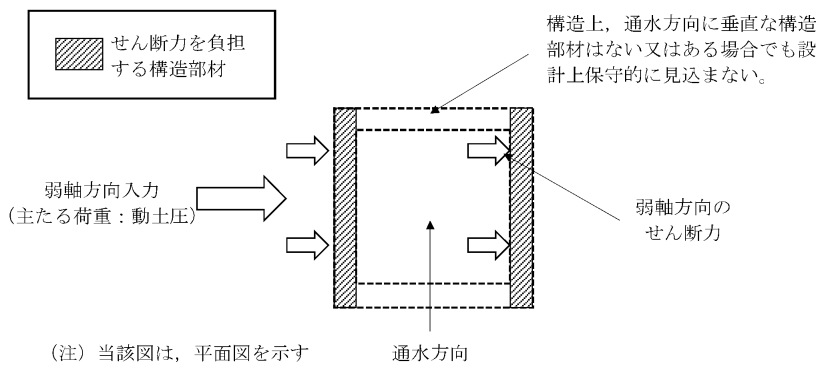 せん断力を負担
する構造部材
構造上，通水方向に垂直な構造
部材はない又はある場合でも設
計上保守的に見込まない。
弱軸方向入力
（主たる荷重：動土圧）
弱軸方向の
せん断力
（注）当該図は，平面図を示す
通水方向